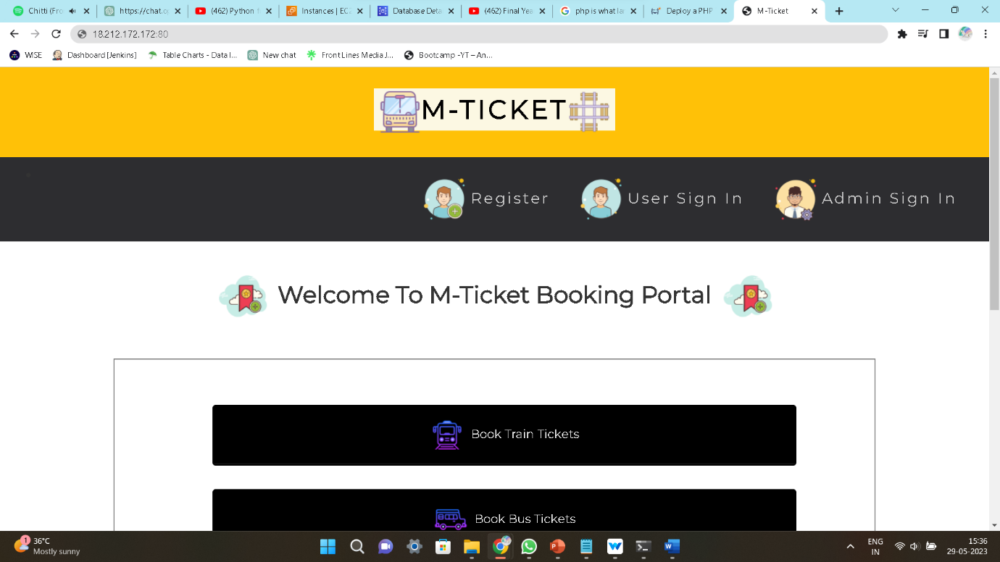 Chitti (Fro
https://chat.op
(462) Python f
Instances | EC2
Database Deta
(462) Final Yea
php is what lan
Deploy a PHP
M-Ticket
18.212.172.172:80
WISE
Dashboard [Jenkins]
Table Charts - Data I...
New chat
Front Lines Media J...
Bootcamp -YT – An...
M-TICKET
Register
User Sign In
Admin Sign In
Welcome To M-Ticket Booking Portal
Book Train Tickets
Book Bus Tickets
1
36°C
Mostly sunny
ENG
IN
15:36
29-05-2023